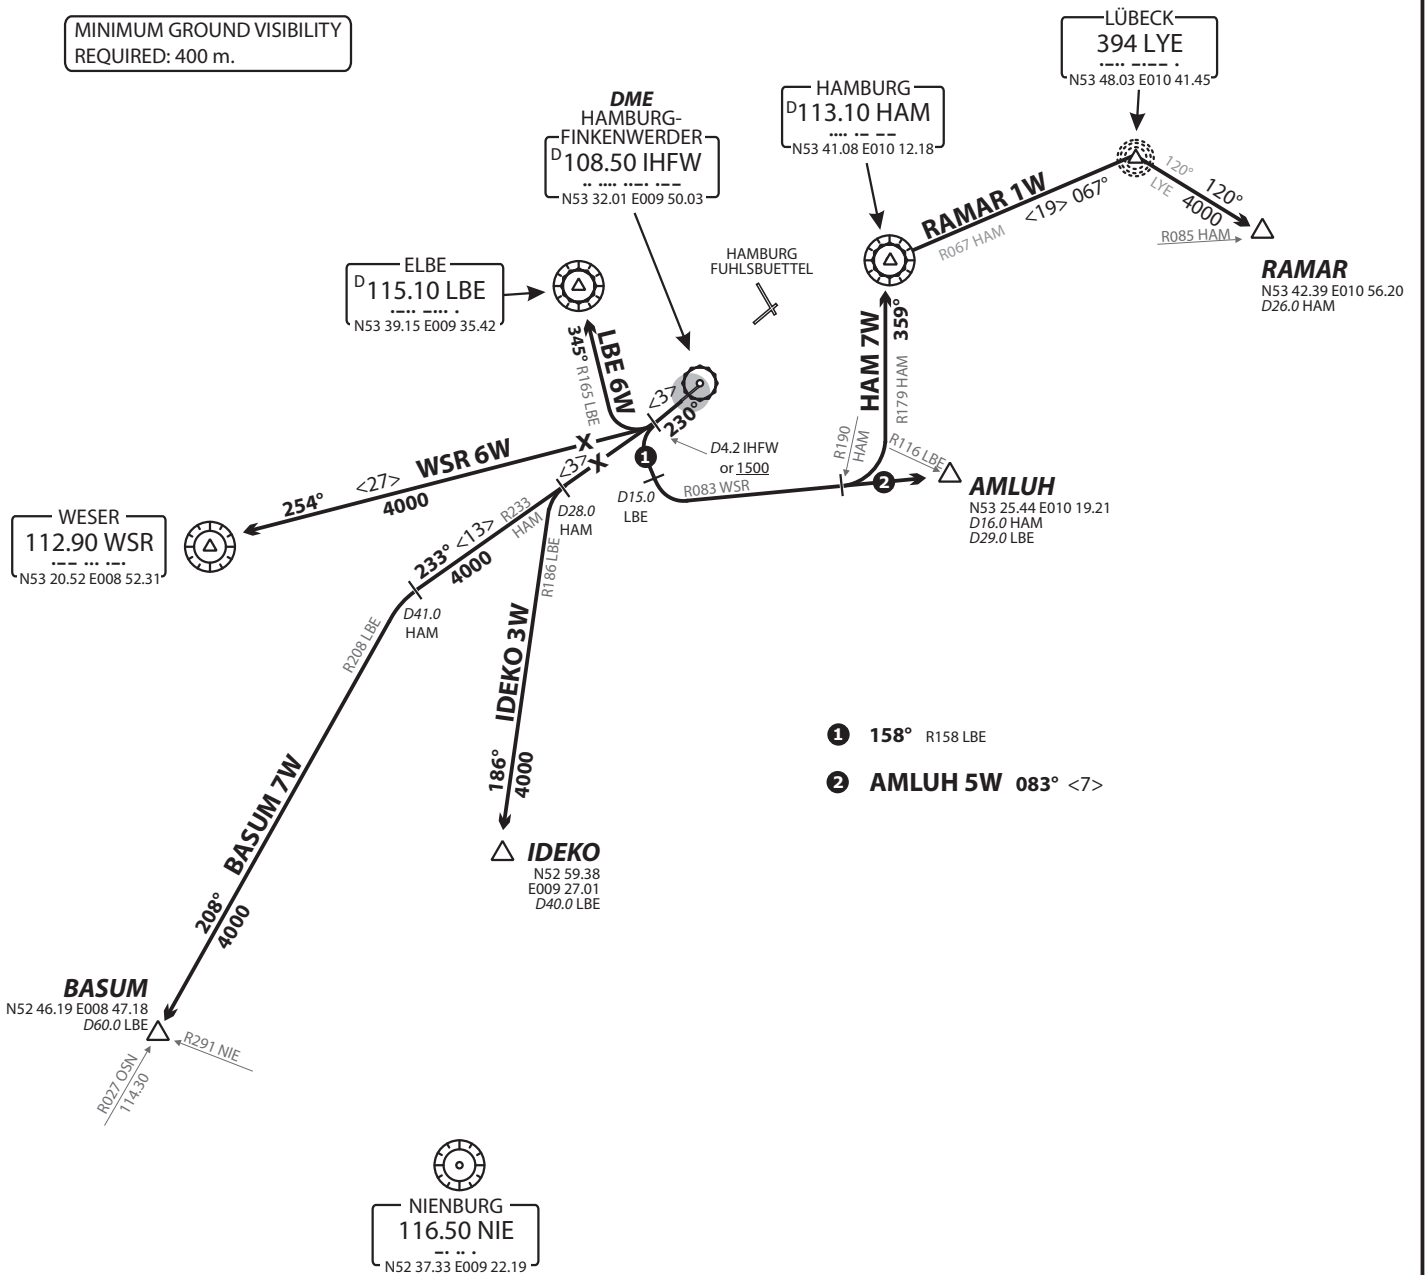 MINIMUM GROUND VISIBILITY
REQUIRED: 400 m.
LÜBECK
394 LYE
N53 48.03 E010 41.45
DME
HAMBURG-
FINKENWERDER
D 108.50 IHFW
N53 32.01 E009 50.03
HAMBURG
D 113.10 HAM
N53 41.08 E010 12.18
ELBE
D 115.10 LBE
N53 39.15 E009 35.42
HAMBURG
FUHLSBUETTEL
RAMAR 1W
<19> 067°
R067 HAM
120°
LYE
120°
4000
R085 HAM
RAMAR
N53 42.39 E010 56.20
D26.0 HAM
345° R165 LBE
LBE 6W
<3>
230°
HAM 7W
359°
R179 HAM
R190
HAM
R116 LBE
D4.2 IHFW
or 1500
1
X
X
<3>
WSR 6W
<27>
254°
4000
WESER
112.90 WSR
N53 20.52 E008 52.31
D15.0
LBE
R083 WSR
2
AMLUH
N53 25.44 E010 19.21
D16.0 HAM
D29.0 LBE
D28.0
HAM
R233
HAM
233° <13>
4000
R186 LBE
D41.0
HAM
R208 LBE
IDEKO 3W
186°
4000
1 158° R158 LBE
2 AMLUH 5W 083° <7>
BASUM 7W
208°
4000
IDEKO
N52 59.38
E009 27.01
D40.0 LBE
BASUM
N52 46.19 E008 47.18
D60.0 LBE
R291 NIE
R027 OSN
114.30
NIENBURG
116.50 NIE
N52 37.33 E009 22.19